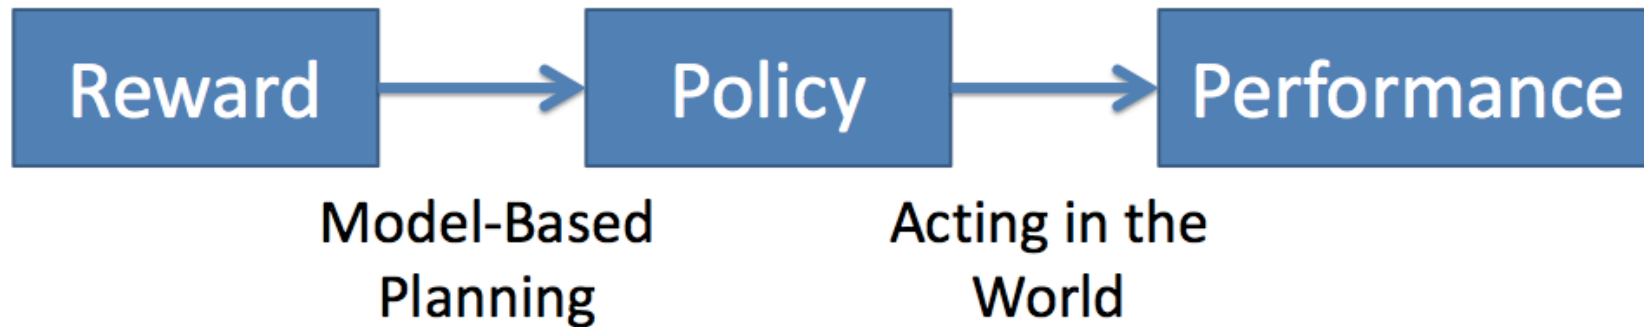 Reward
Policy
Performance
Model-Based
Planning
Acting in the
World